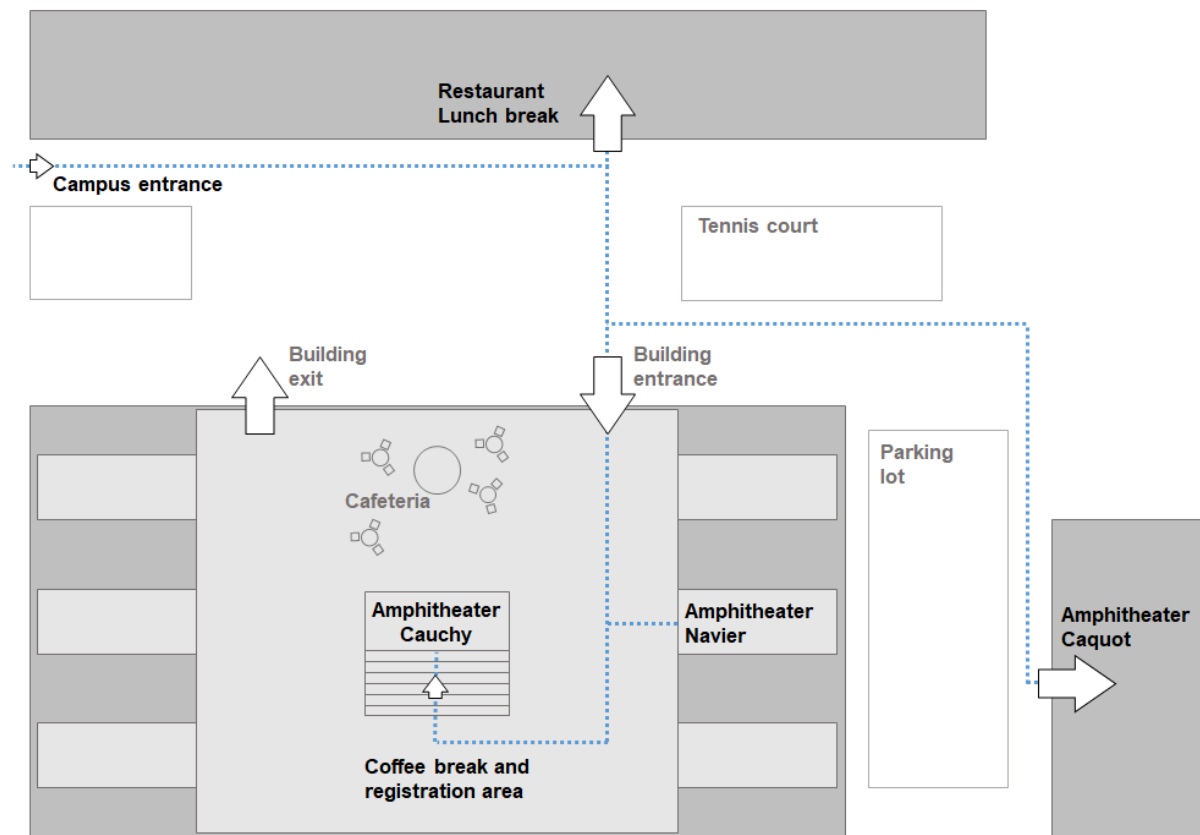 Restaurant
Lunch break
Campus entrance
Tennis court
Building
exit
Building
entrance
Parking
lot
Cafeteria
Amphitheater
Cauchy
Amphitheater
Navier
Amphitheater
Caquot
Coffee break and
registration area